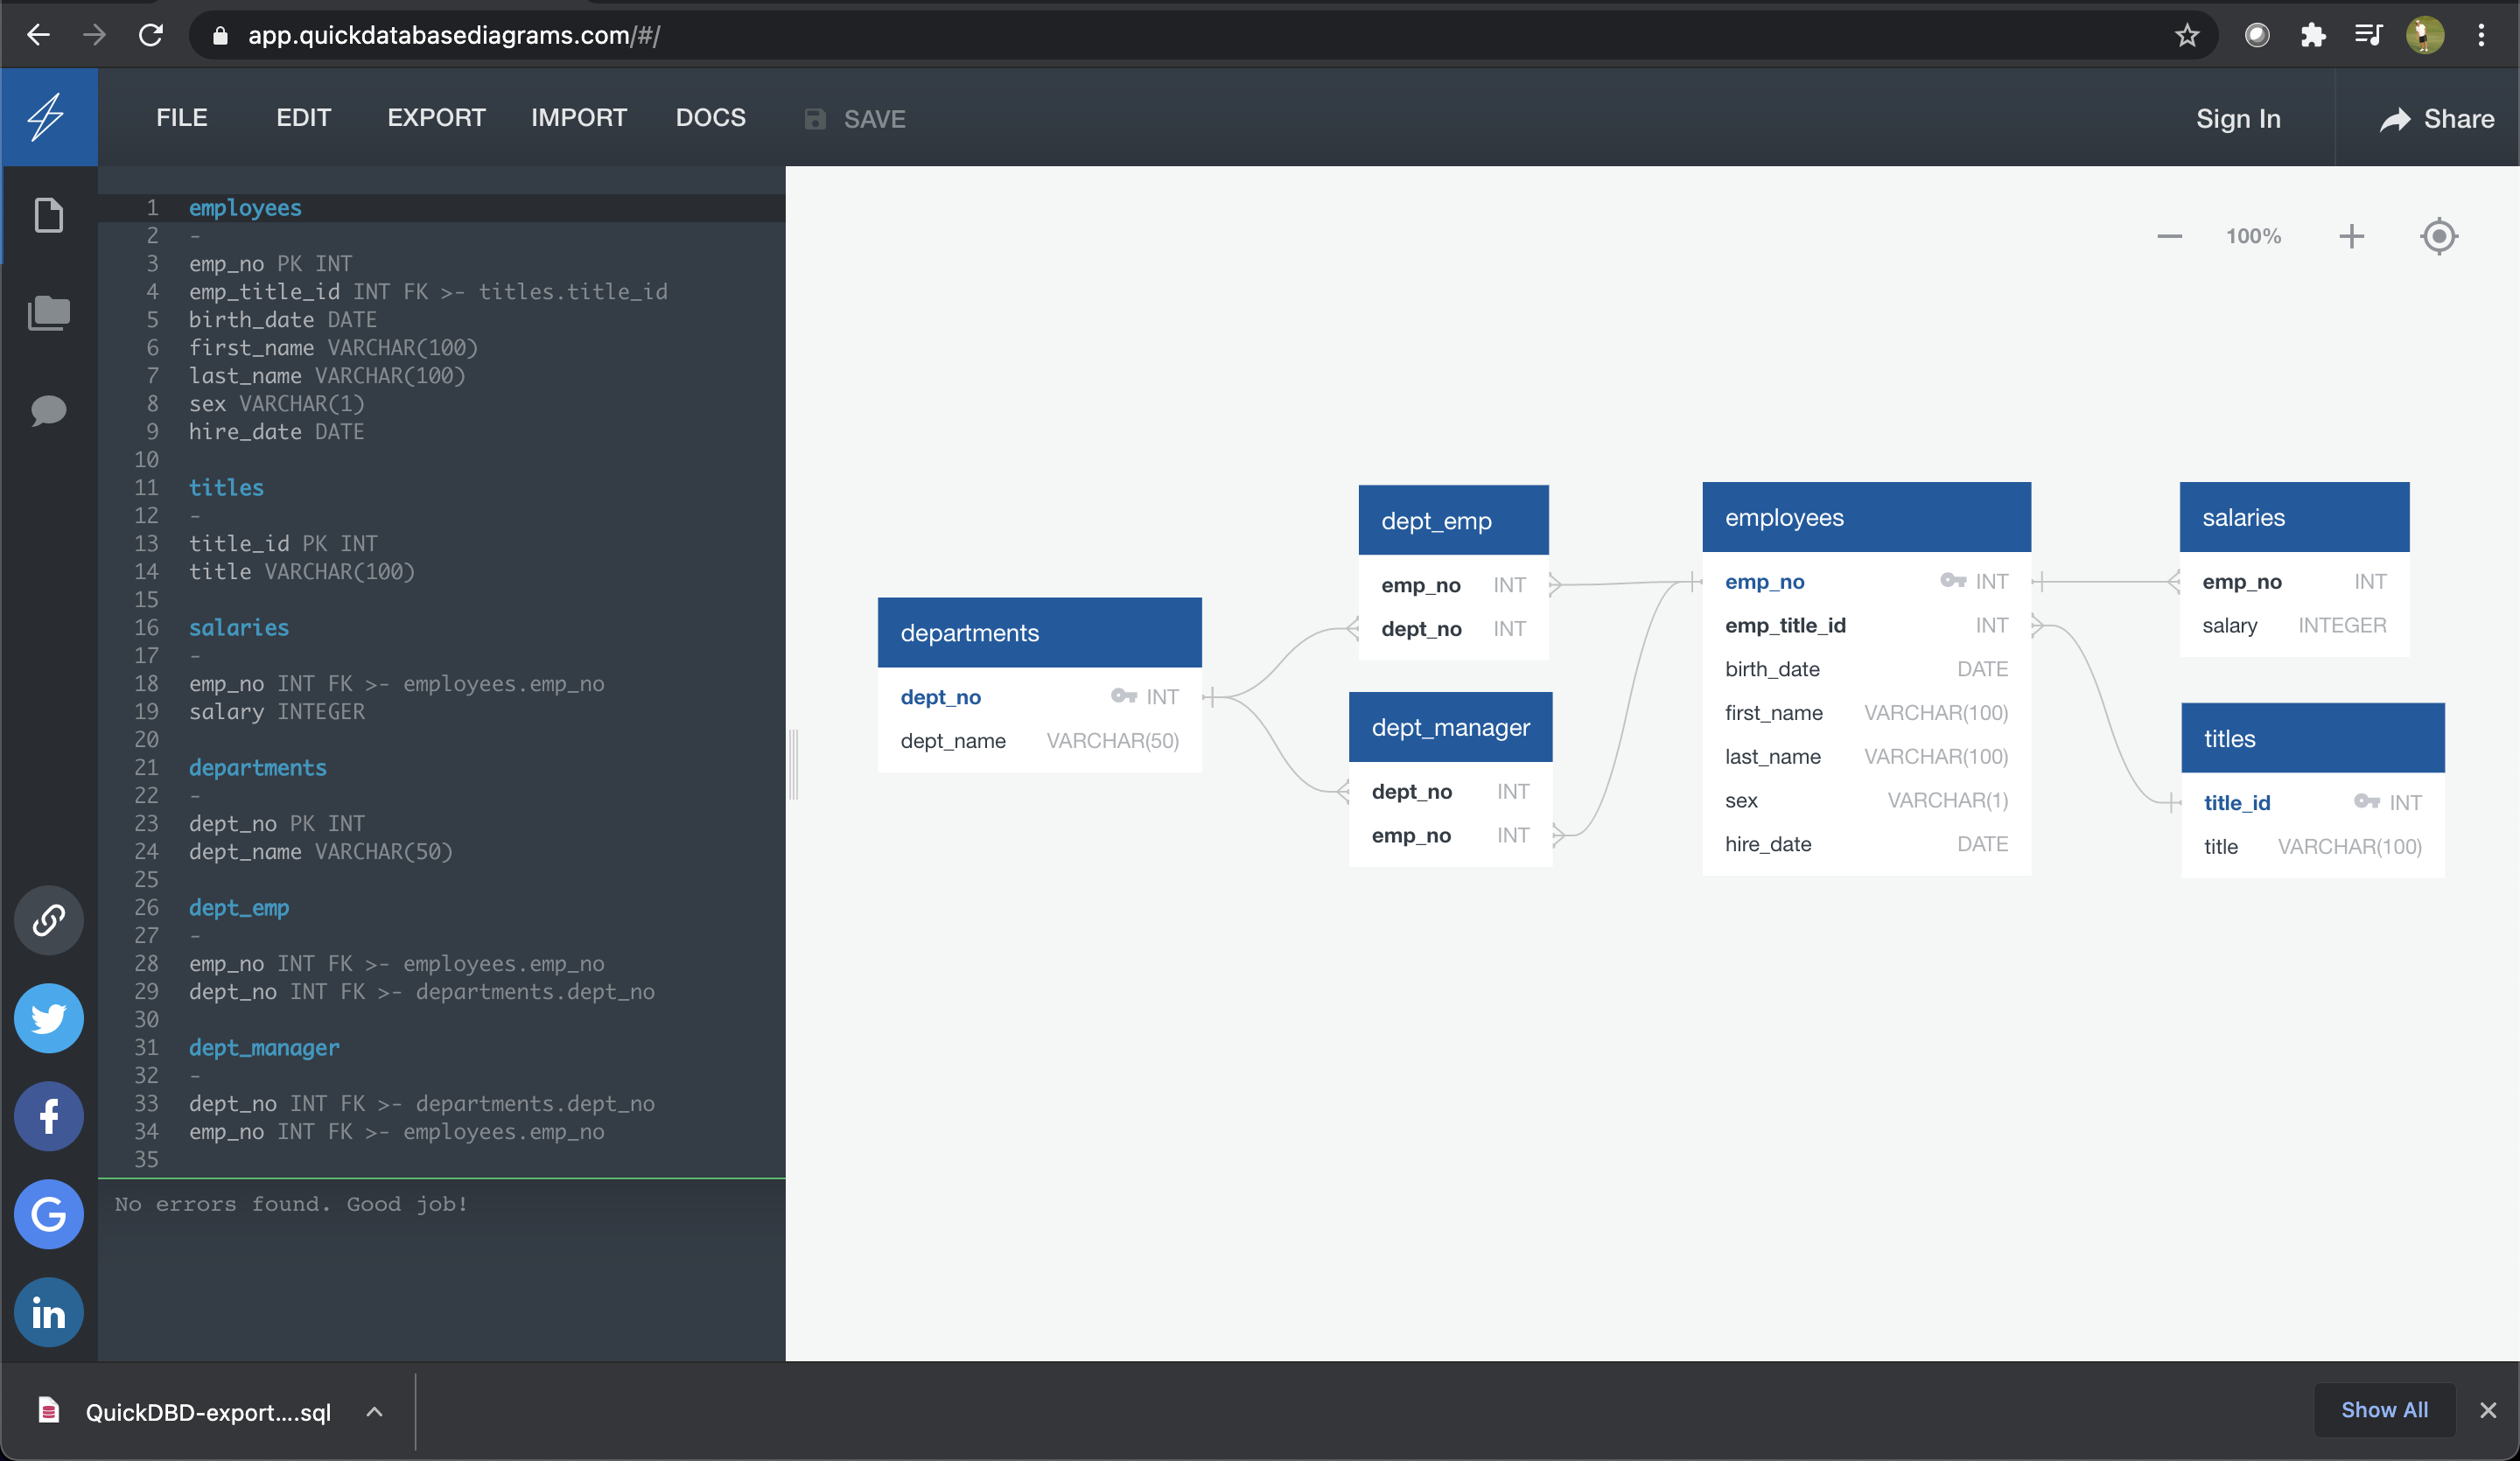 app.quickdatabasediagrams.com/#/
FILE EDIT EXPORT IMPORT DOCS SAVE Sign In Share
1 employees
2 -
3 emp_no PK INT
4 emp_title_id INT FK >- titles.title_id
5 birth_date DATE
6 first_name VARCHAR(100)
7 last_name VARCHAR(100)
8 sex VARCHAR(1)
9 hire_date DATE
10
11 titles
12 -
13 title_id PK INT
14 title VARCHAR(100)
15
16 salaries
17 -
18 emp_no INT FK >- employees.emp_no
19 salary INTEGER
20
21 departments
22 -
23 dept_no PK INT
24 dept_name VARCHAR(50)
25
26 dept_emp
27 -
28 emp_no INT FK >- employees.emp_no
29 dept_no INT FK >- departments.dept_no
30
31 dept_manager
32 -
33 dept_no INT FK >- departments.dept_no
34 emp_no INT FK >- employees.emp_no
35
No errors found. Good job!
100%
departments
dept_no INT
dept_name VARCHAR(50)
dept_emp
emp_no INT
dept_no INT
dept_manager
dept_no INT
emp_no INT
employees
emp_no INT
emp_title_id INT
birth_date DATE
first_name VARCHAR(100)
last_name VARCHAR(100)
sex VARCHAR(1)
hire_date DATE
salaries
emp_no INT
salary INTEGER
titles
title_id INT
title VARCHAR(100)
QuickDBD-export....sql
Show All